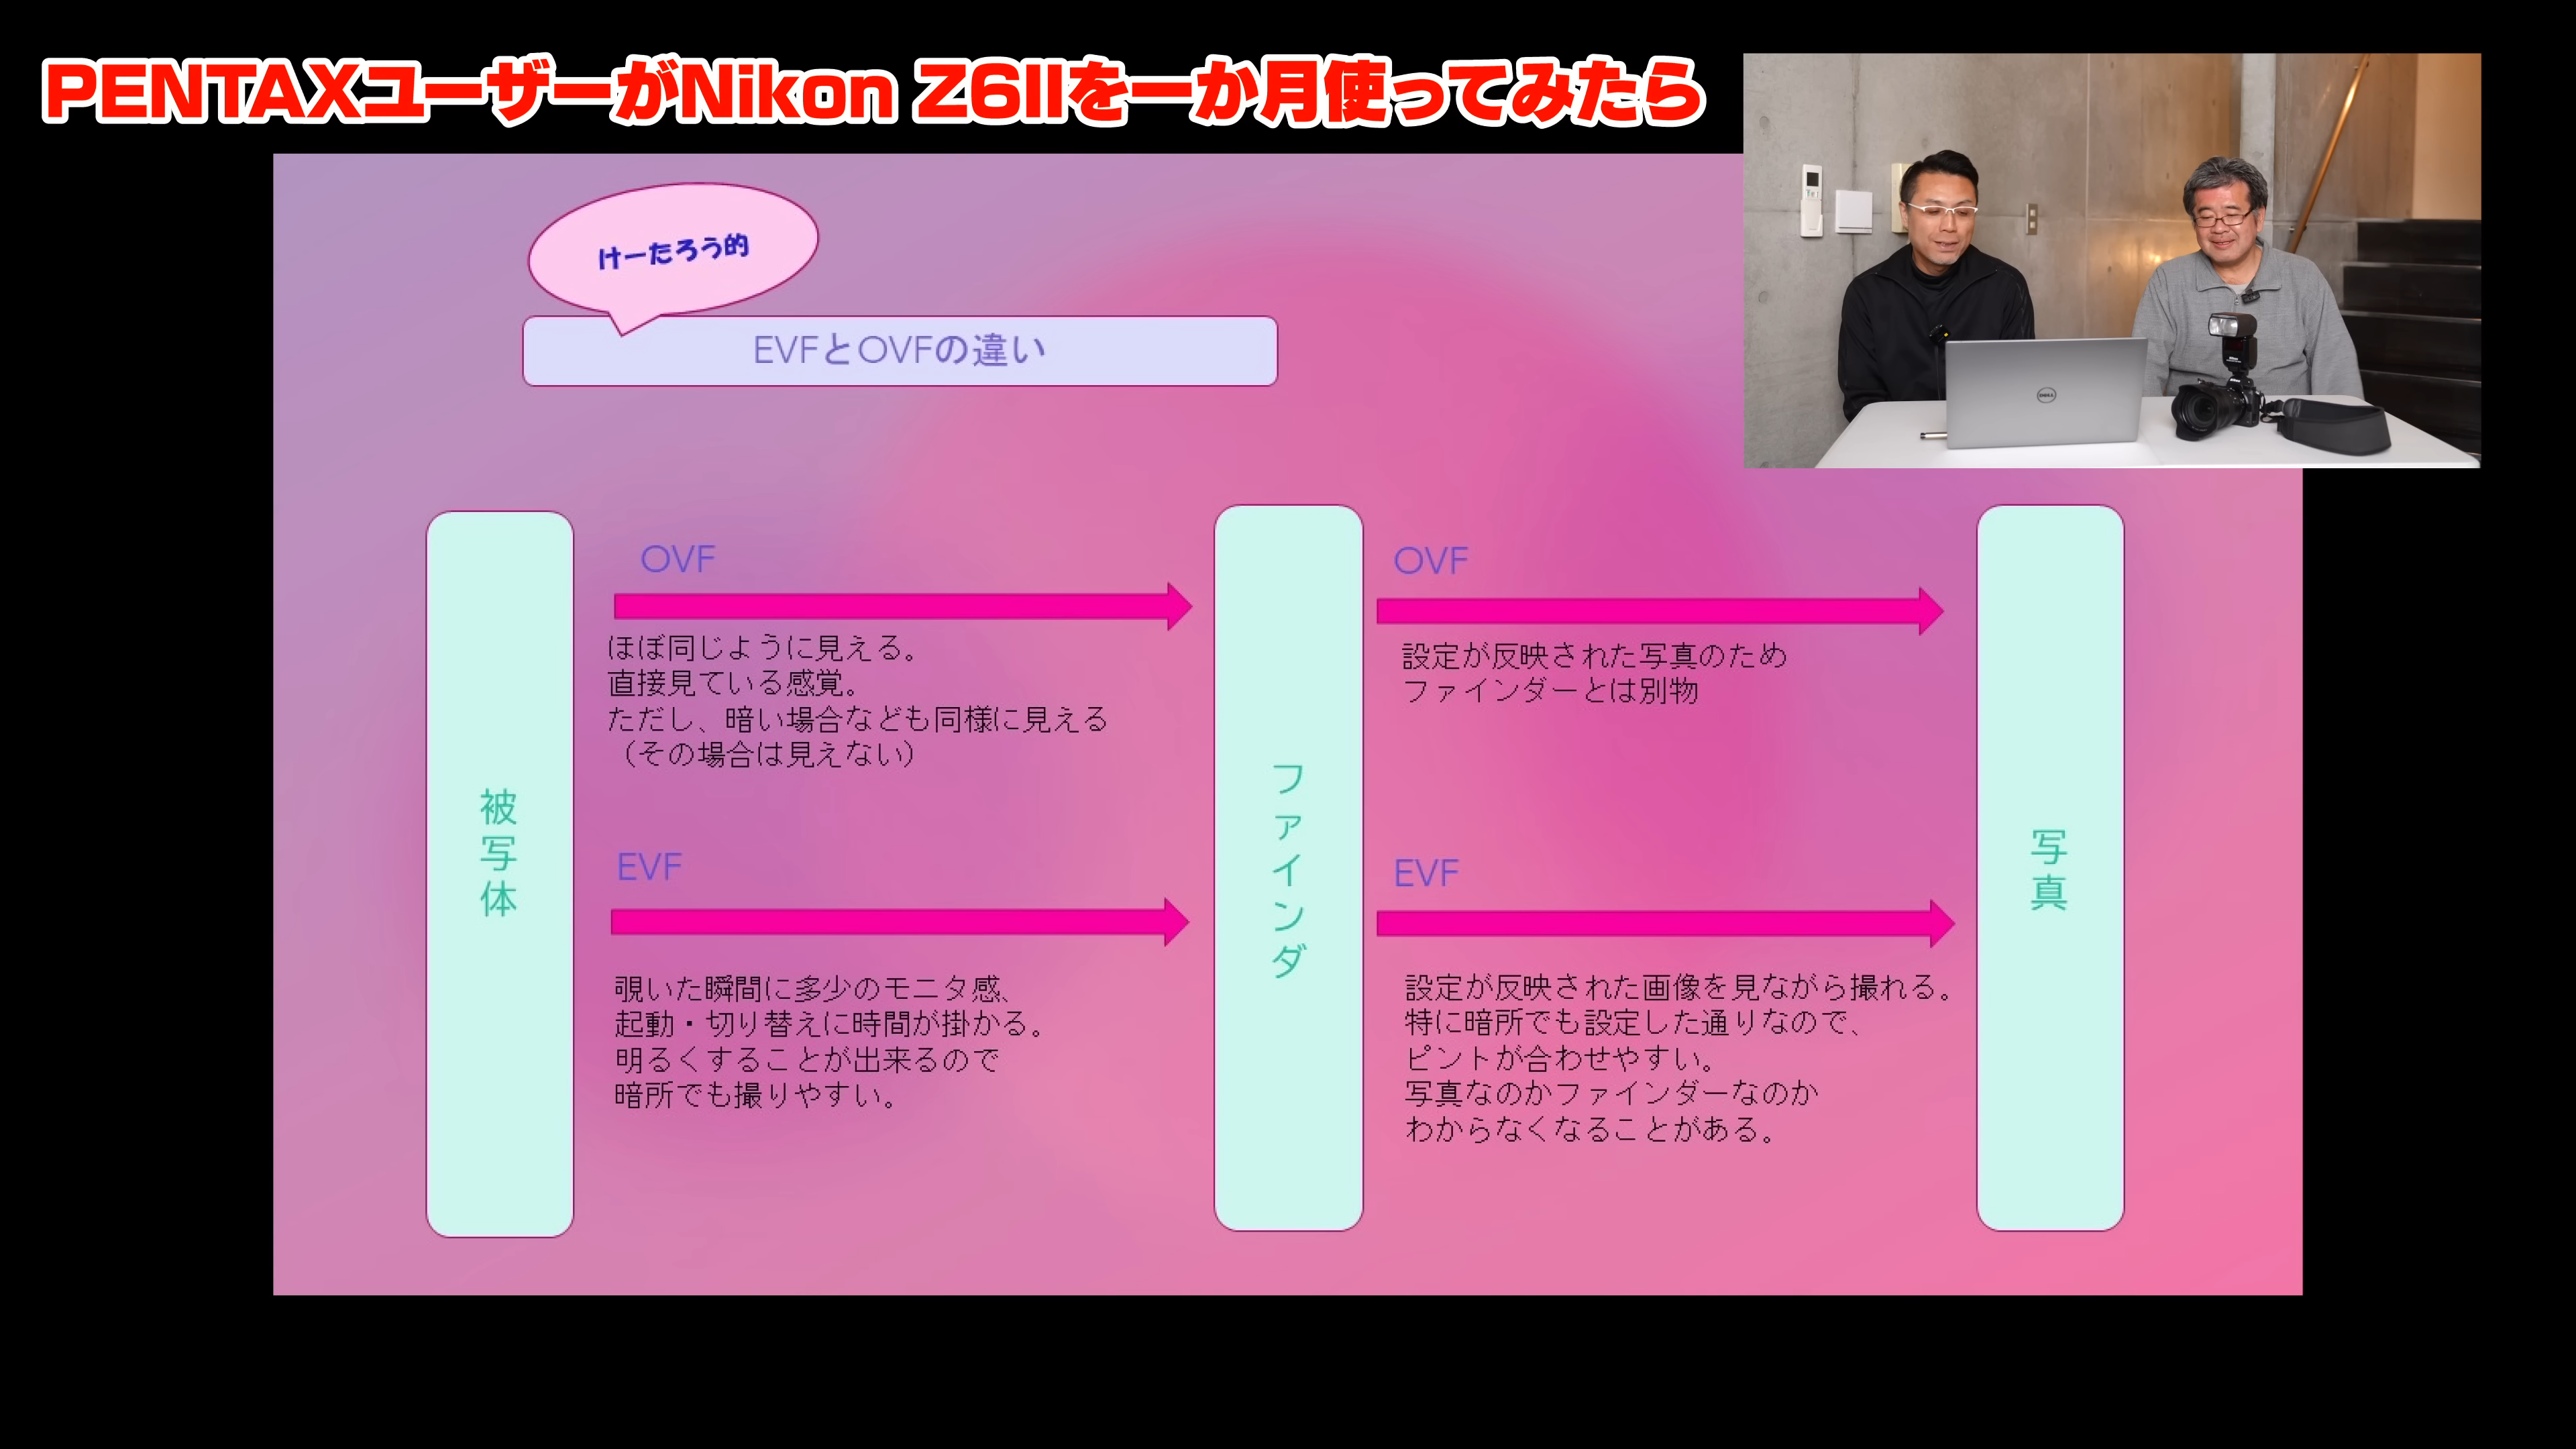 PENTAXユーザーがNikon Z6IIを一か月使ってみたら
けーたろう的
EVFとOVFの違い
被写体
OVF
ほぼ同じように見える。
直接見ている感覚。
ただし、暗い場合なども同様に見える
（その場合は見えない）
EVF
覗いた瞬間に多少のモニタ感、
起動・切り替えに時間が掛かる。
明るくすることが出来るので
暗所でも撮りやすい。
ファインダ
OVF
設定が反映された写真のため
ファインダーとは別物
EVF
設定が反映された画像を見ながら撮れる。
特に暗所でも設定した通りなので、
ピントが合わせやすい。
写真なのかファインダーなのか
わからなくなることがある。
写真
DELL